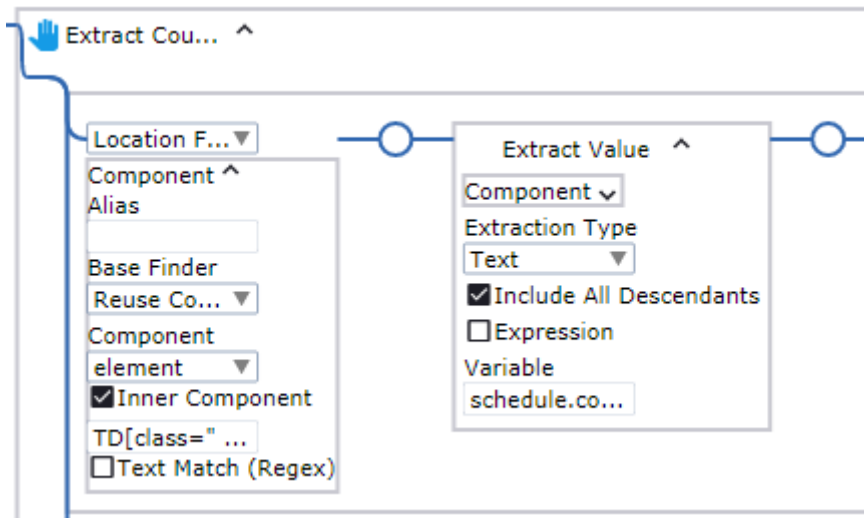 Extract Cou...
Location F...
Component
Alias
Base Finder
Reuse Co...
Component
element
Inner Component
TD[class=" ...
Text Match (Regex)
Extract Value
Component
Extraction Type
Text
Include All Descendants
Expression
Variable
schedule.co...